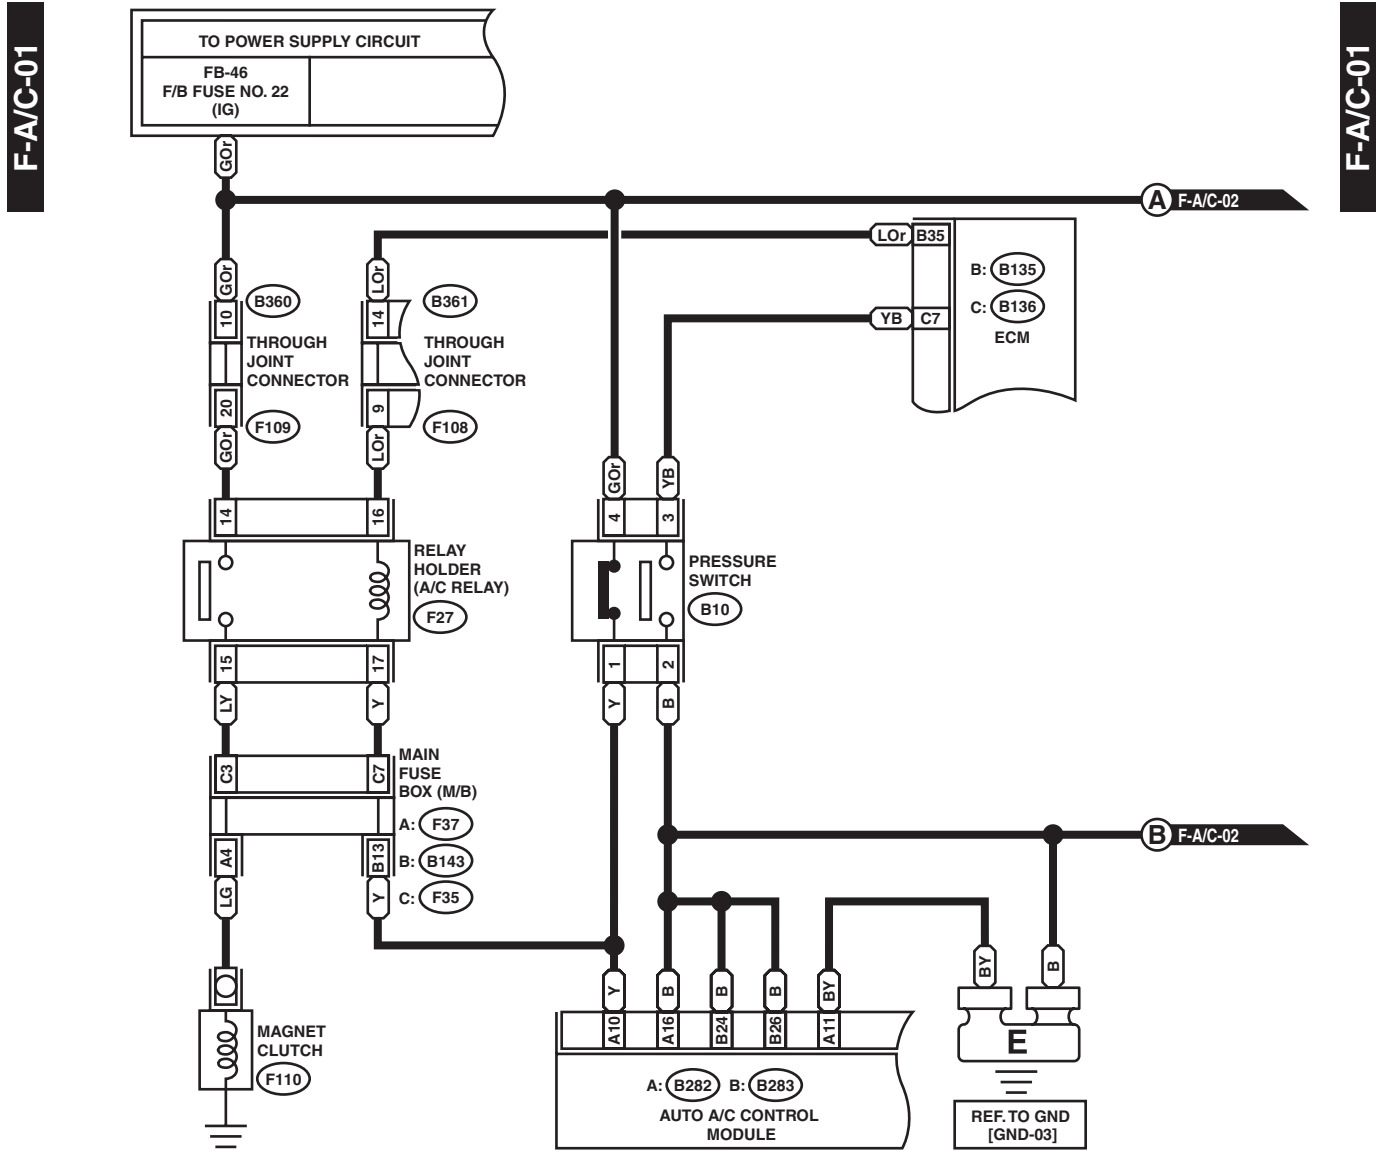 F-A/C-01
F-A/C-01
TO POWER SUPPLY CIRCUIT
FB-46
F/B FUSE NO. 22
(IG)
GOr
A F-A/C-02
LOr B35
B: B135
C: B136
ECM
YB C7
GOr
LOr
B360
B361
10
14
THROUGH
JOINT
CONNECTOR
THROUGH
JOINT
CONNECTOR
20
9
F109
F108
GOr
LOr
GOr
YB
14
16
4
3
RELAY
HOLDER
(A/C RELAY)
F27
PRESSURE
SWITCH
B10
15
17
1
2
LY
Y
Y
B
C3
C7
MAIN
FUSE
BOX (M/B)
A: F37
B: B143
C: F35
A4
B13
LG
Y
B F-A/C-02
Y
B
B
B
BY
BY
B
A10
A16
B24
B26
A11
E
MAGNET
CLUTCH
F110
A: B282 B: B283
AUTO A/C CONTROL
MODULE
REF. TO GND
[GND-03]